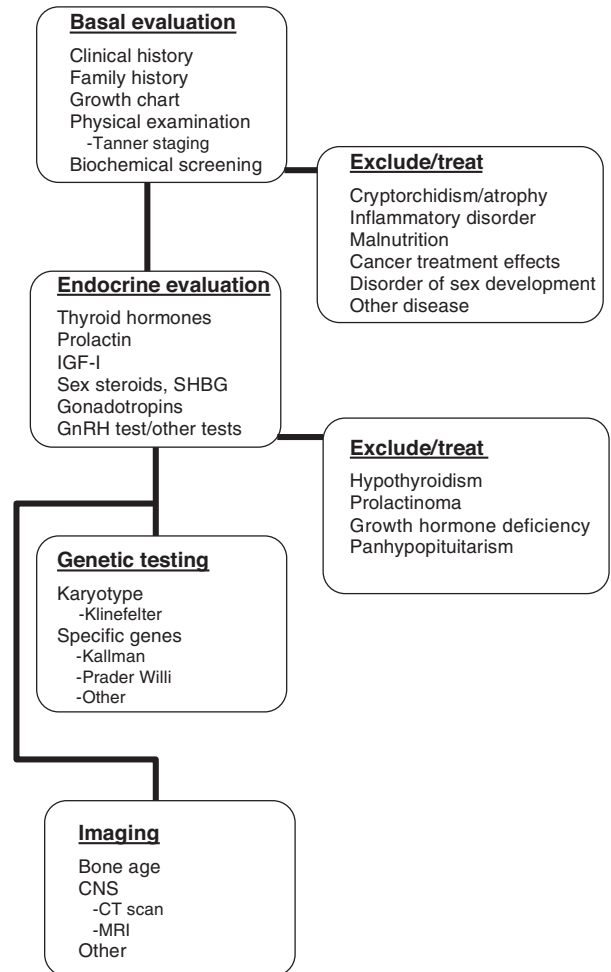 Basal evaluation
Clinical history
Family history
Growth chart
Physical examination
-Tanner staging
Biochemical screening
Exclude/treat
Cryptorchidism/atrophy
Inflammatory disorder
Malnutrition
Cancer treatment effects
Disorder of sex development
Other disease
Endocrine evaluation
Thyroid hormones
Prolactin
IGF-I
Sex steroids, SHBG
Gonadotropins
GnRH test/other tests
Exclude/treat
Hypothyroidism
Prolactinoma
Growth hormone deficiency
Panhypopituitarism
Genetic testing
Karyotype
-Klinefelter
Specific genes
-Kallman
-Prader Willi
-Other
Imaging
Bone age
CNS
-CT scan
-MRI
Other